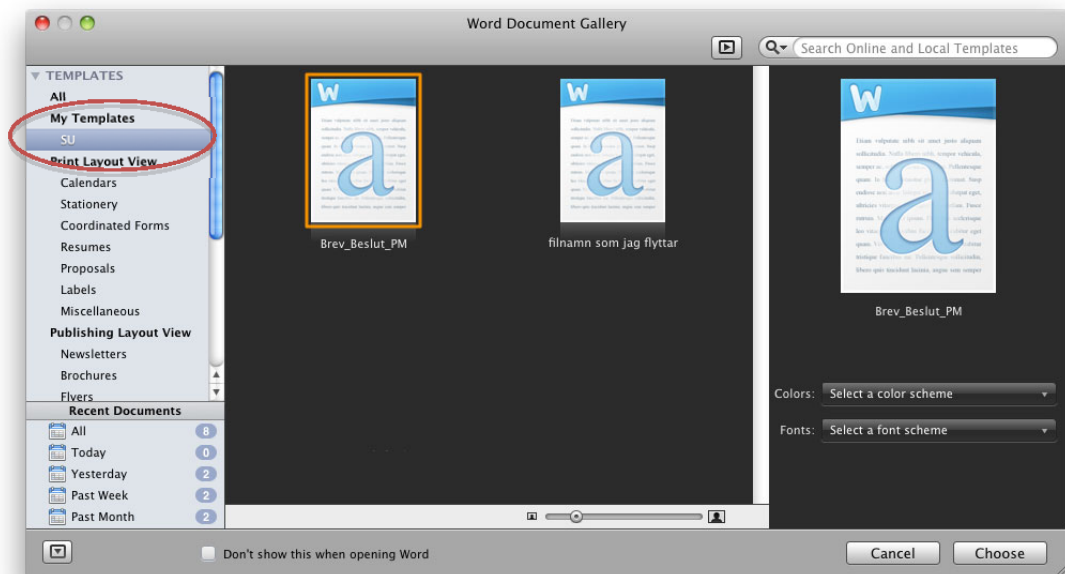 Word Document Gallery
Search Online and Local Templates
TEMPLATES
All
My Templates
SU
Print Layout View
Calendars
Stationery
Coordinated Forms
Resumes
Proposals
Labels
Miscellaneous
Publishing Layout View
Newsletters
Brochures
Flyers
Recent Documents
All 8
Today 0
Yesterday 2
Past Week 2
Past Month 2
W
a
Brev_Beslut_PM
W
a
filnamn som jag flyttar
W
a
Brev_Beslut_PM
Colors: Select a color scheme
Fonts: Select a font scheme
Don't show this when opening Word
Cancel
Choose